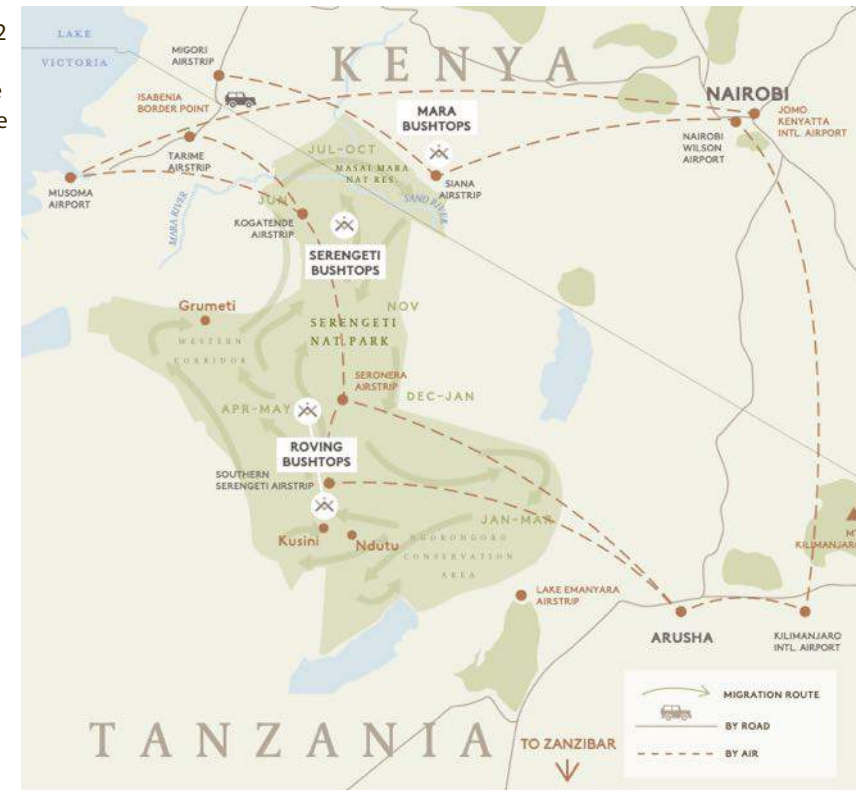 2
e
e
LAKE
VICTORIA
MIGORI
AIRSTRIP
KENYA
ISABENIA
BORDER POINT
MARA
BUSHTOPS
NAIROBI
JOMO
KENYATTA
INTL. AIRPORT
NAIROBI
WILSON
AIRPORT
TARIME
AIRSTRIP
JUL-OCT
MASAI MARA
NAT RES.
SIANA
AIRSTRIP
MUSOMA
AIRPORT
MARA RIVER
JUN
SAND RIVER
KOGATENDE
AIRSTRIP
SERENGETI
BUSHTOPS
Grumeti
NOV
WESTERN
CORRIDOR
SERENGETI
NAT.PARK
SERONERA
AIRSTRIP
DEC-JAN
APR-MAY
ROVING
BUSHTOPS
SOUTHERN
SERENGETI AIRSTRIP
JAN-MAR
Kusini
Ndutu
NGORONGORO
CONSERVATION
AREA
MT
KILIMANJARO
LAKE EMANYARA
AIRSTRIP
ARUSHA
KILIMANJARO
INTL. AIRPORT
TANZANIA
TO ZANZIBAR
MIGRATION ROUTE
BY ROAD
BY AIR